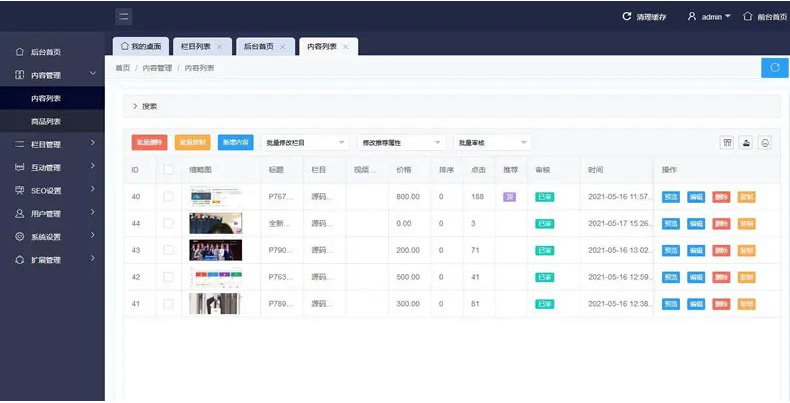 清理缓存 admin 前台首页
我的桌面 栏目列表 × 后台首页 × 内容列表 ×
首页 / 内容管理 / 内容列表
后台首页
内容管理
内容列表
商品列表
栏目管理
互动管理
SEO设置
用户管理
系统设置
扩展管理
搜索
批量删除 批量复制 新增内容 批量修改栏目 修改推荐属性 批量审核
ID 缩略图 标题 栏目 视频... 价格 排序 点击 推荐 审核 时间 操作
40 P767... 源码... 800.00 0 188 顶 已审 2021-05-16 11:57... 预览 编辑 删除 复制
44 全新... 源码... 0.00 0 3 已审 2021-05-17 15:26... 预览 编辑 删除 复制
43 P790... 源码... 200.00 0 71 已审 2021-05-16 13:02... 预览 编辑 删除 复制
42 P763... 源码... 500.00 0 41 已审 2021-05-16 12:59... 预览 编辑 删除 复制
41 P789... 源码... 300.00 0 81 已审 2021-05-16 12:38... 预览 编辑 删除 复制